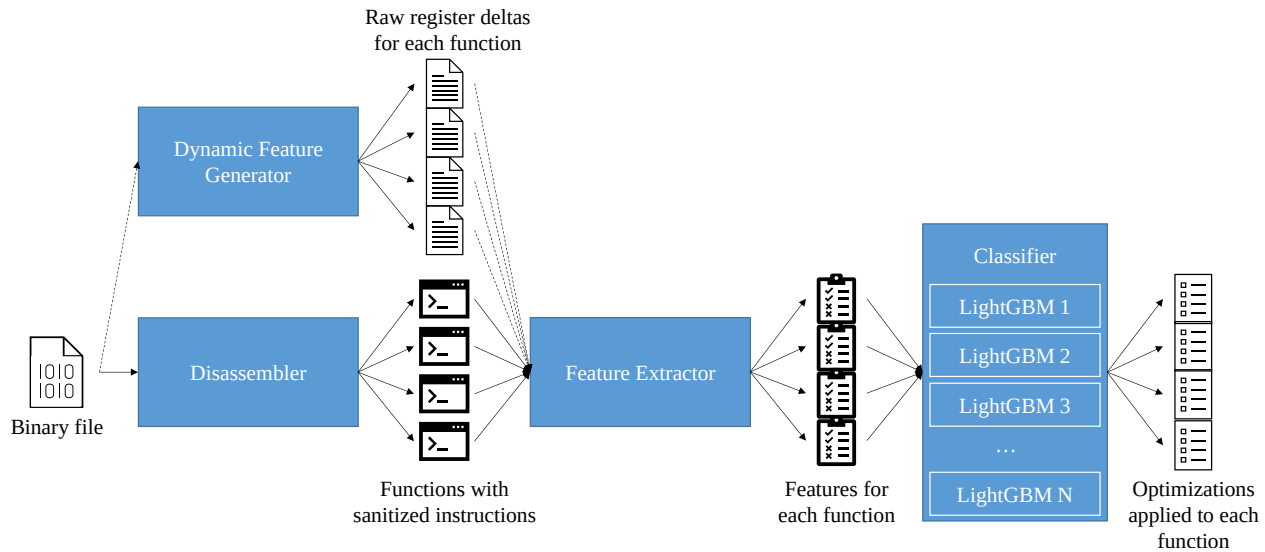 Raw register deltas
for each function
Dynamic Feature
Generator
Classifier
LightGBM 1
LightGBM 2
LightGBM 3
...
LightGBM N
1010
1010
Binary file
Disassembler
>_
>_
>_
>_
Feature Extractor
Functions with
sanitized instructions
Features for
each function
Optimizations
applied to each
function